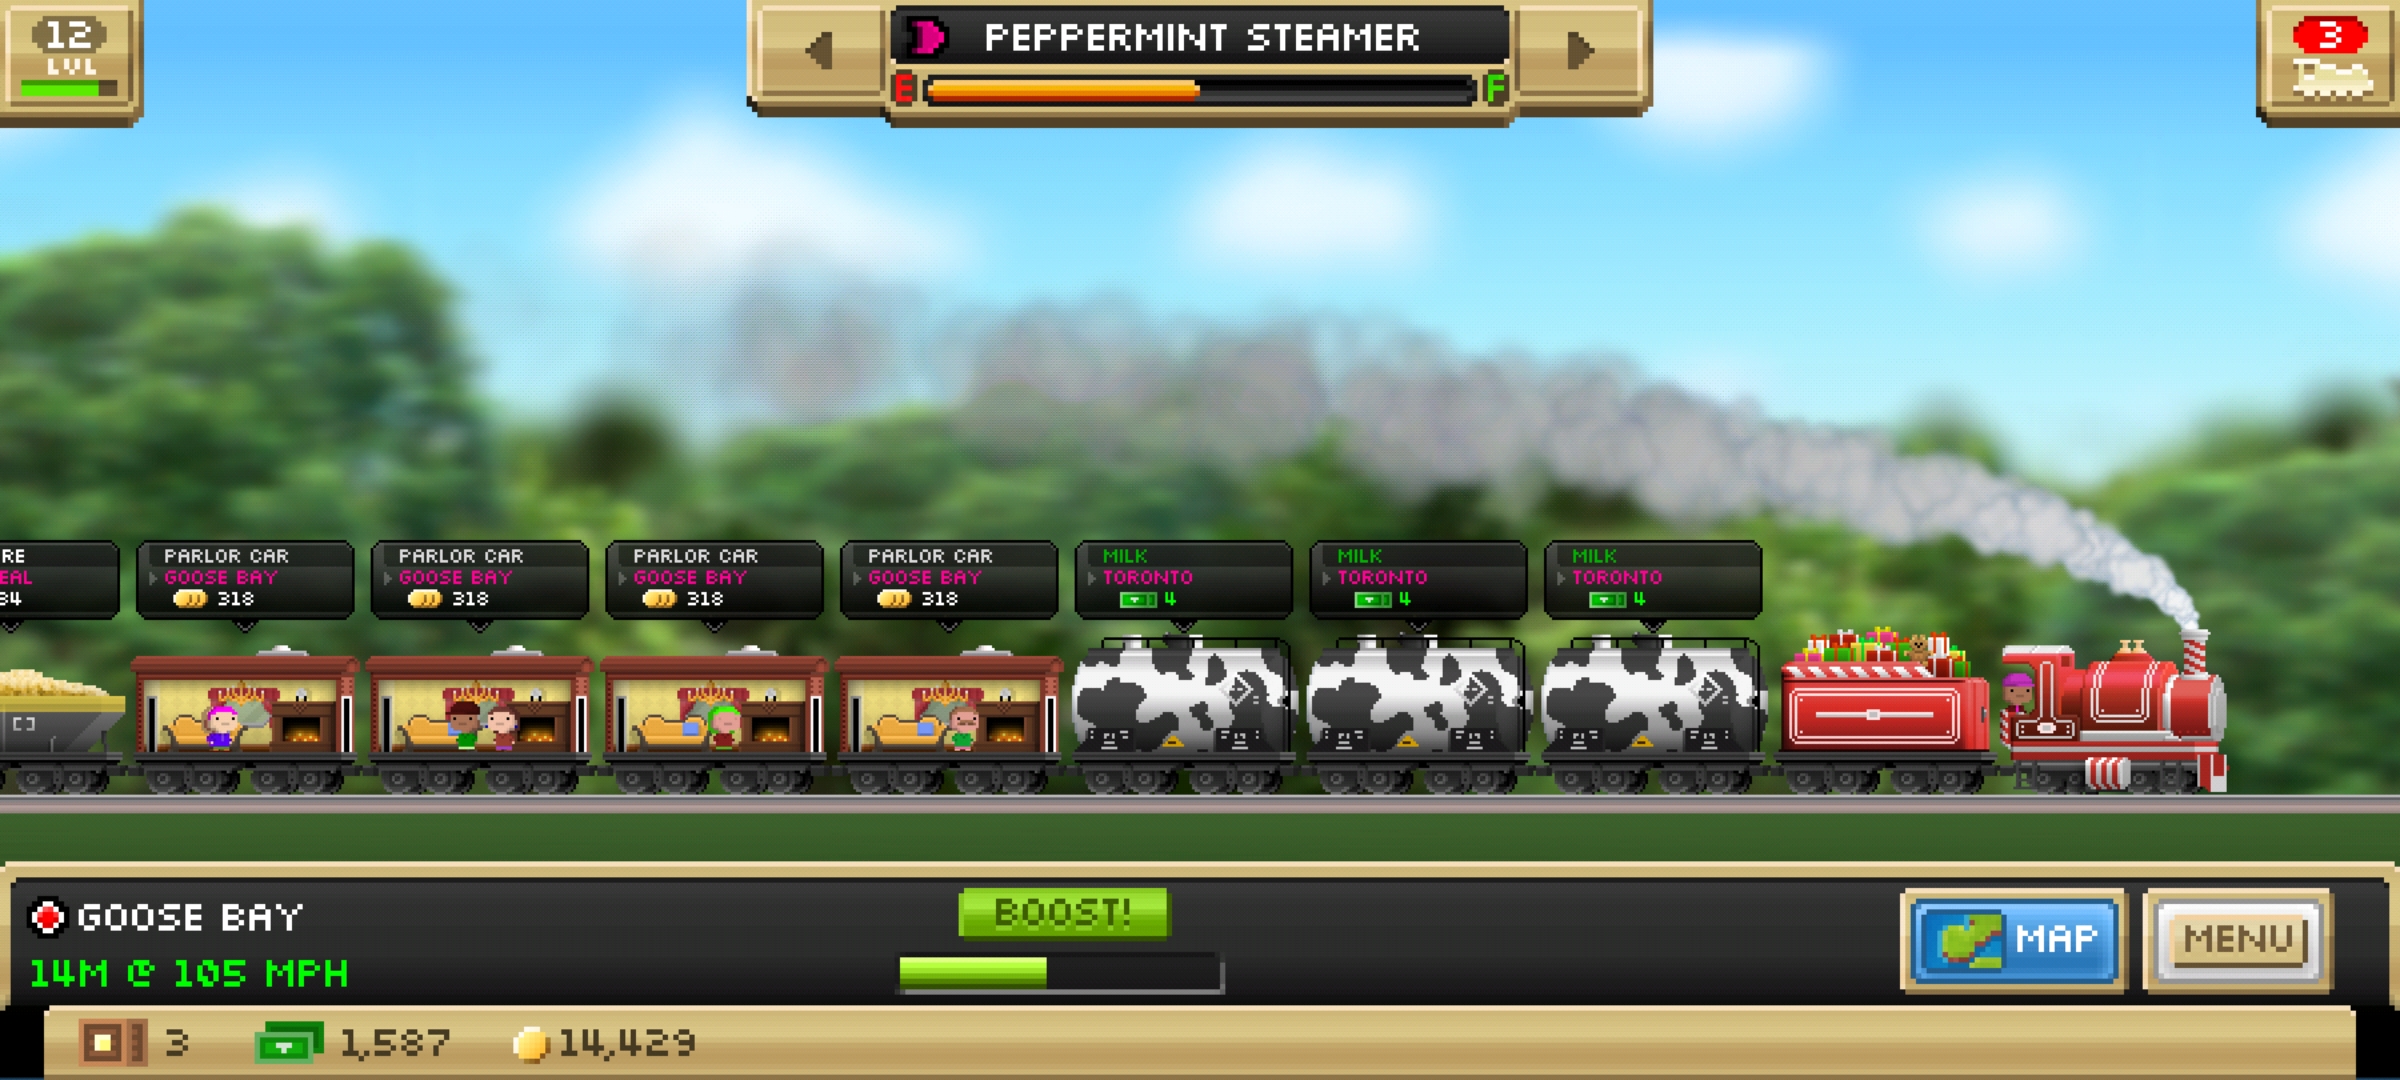 12
LVL
PEPPERMINT STEAMER
E F
3
RE
EAL
84
PARLOR CAR
GOOSE BAY
318
PARLOR CAR
GOOSE BAY
318
PARLOR CAR
GOOSE BAY
318
PARLOR CAR
GOOSE BAY
318
MILK
TORONTO
4
MILK
TORONTO
4
MILK
TORONTO
4
GOOSE BAY
14M @ 105 MPH
BOOST!
MAP
MENU
3
1,587
14,429